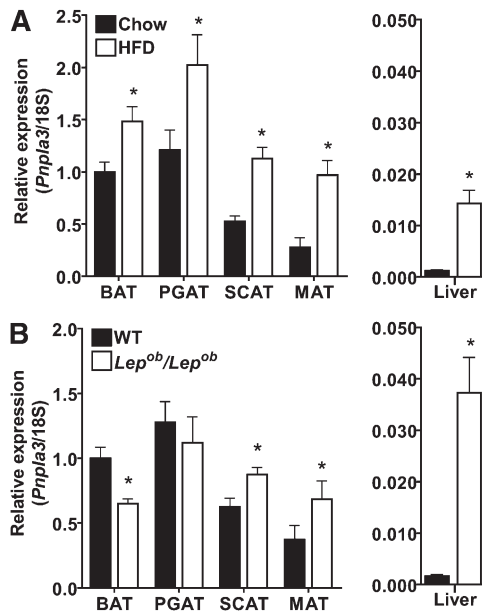 A
Chow
HFD
Relative expression
(Pnpla3/18S)
2.5
2.0
1.5
1.0
0.5
0.0
*
*
*
*
BAT PGAT SCAT MAT
0.050
0.040
0.030
0.020
0.010
0.000
*
Liver
B
WT
Lepob/Lepob
Relative expression
(Pnpla3/18S)
2.0
1.5
1.0
0.5
0.0
*
*
*
BAT PGAT SCAT MAT
0.050
0.040
0.030
0.020
0.010
0.000
*
Liver